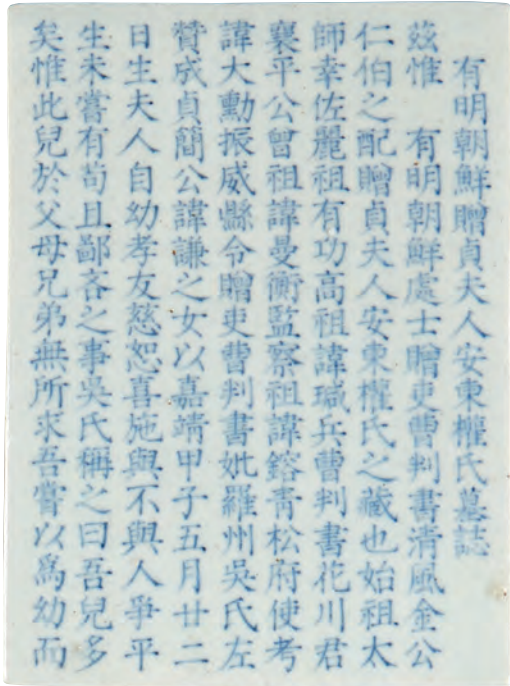 有明朝鮮贈貞夫人安東權氏墓誌
茲惟 有明朝鮮處士贈吏曹判書清風金公
仁伯之配贈貞夫人安東權氏之藏也始祖太
師幸佐麗祖有功高祖諱瑊兵曹判書花川君
襄平公曾祖諱曼衡監察祖諱鎔靑松府使考
諱大勳振威縣令贈吏曹判書妣羅州吳氏左
贊成貞簡公諱謙之女以嘉靖甲子五月廿二
日生夫人自幼孝友慈恕喜施與不與人爭平
生未嘗有苟且鄙吝之事吳氏稱之曰吾兒多
矣惟此兒於父母兄弟無所求吾嘗以爲幼而